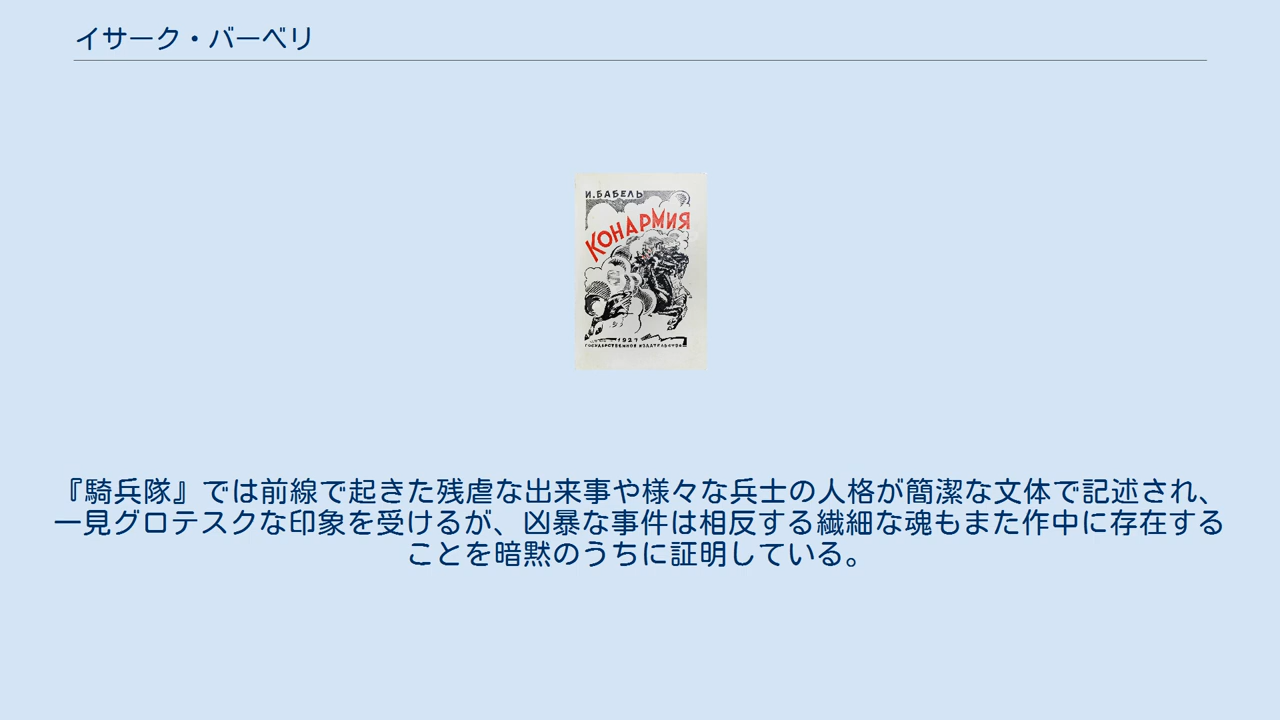 イサーク・バーベリ
И.БАБЕЛЬ
КОНАРМИЯ
1927
『騎兵隊』では前線で起きた残虐な出来事や様々な兵士の人格が簡潔な文体で記述され、
一見グロテスクな印象を受けるが、凶暴な事件は相反する繊細な魂もまた作中に存在する
ことを暗黙のうちに証明している。